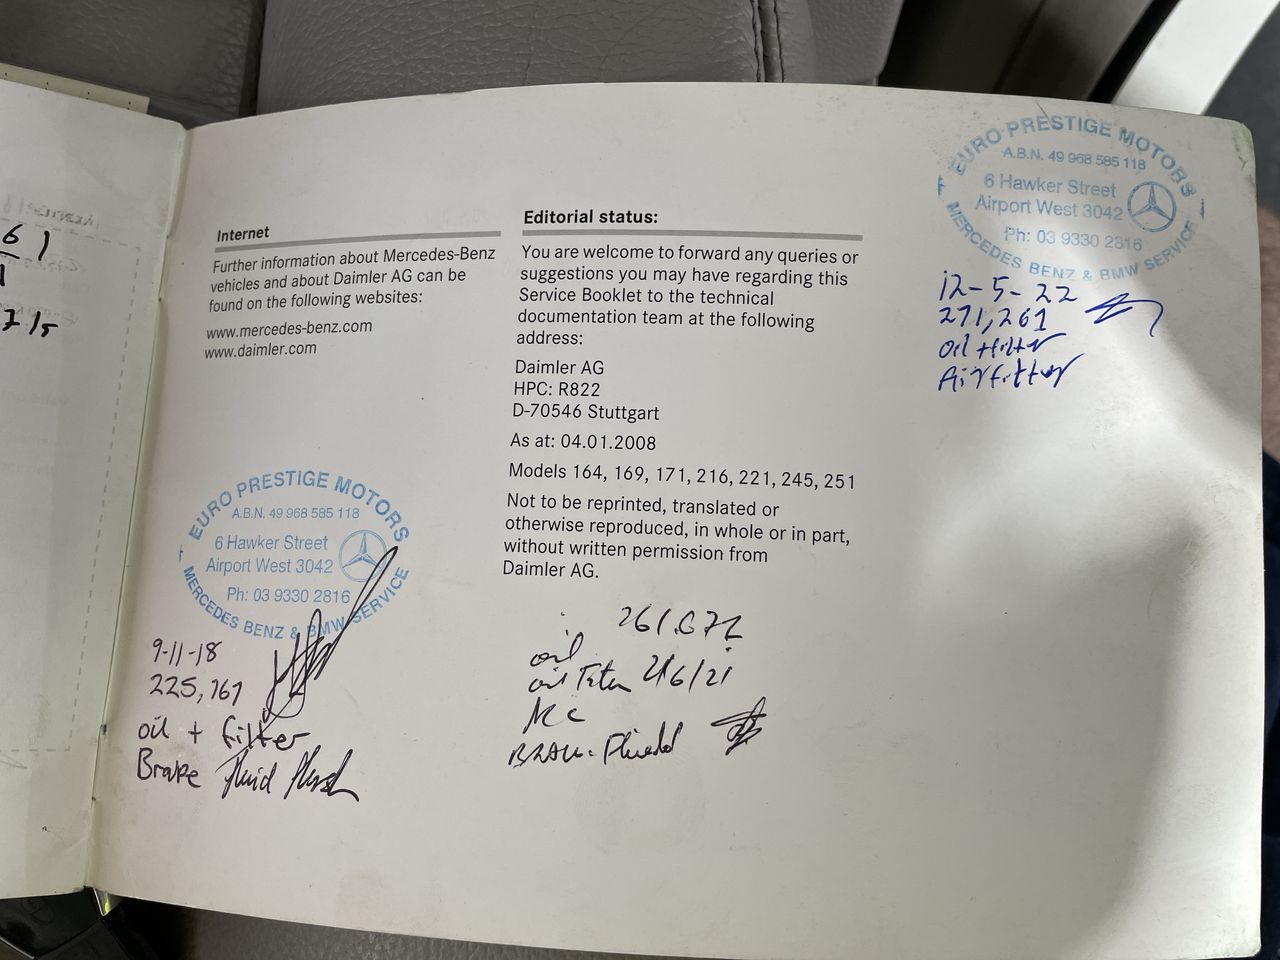 61
1
715
Internet
Further information about Mercedes-Benz
vehicles and about Daimler AG can be
found on the following websites:
www.mercedes-benz.com
www.daimler.com
EURO PRESTIGE MOTORS
A.B.N. 49 968 585 118
6 Hawker Street
Airport West 3042
Ph: 03 9330 2816
MERCEDES BENZ & BMW SERVICE
9-11-18
225,767
oil + filter
Brake fluid flush
Editorial status:
You are welcome to forward any queries or
suggestions you may have regarding this
Service Booklet to the technical
documentation team at the following
address:
Daimler AG
HPC: R822
D-70546 Stuttgart
As at: 04.01.2008
Models 164, 169, 171, 216, 221, 245, 251
Not to be reprinted, translated or
otherwise reproduced, in whole or in part,
without written permission from
Daimler AG.
oil
oil
EURO PRESTIGE MOTORS
A.B.N. 49 968 585 118
6 Hawker Street
Airport West 3042
Ph: 03 9330 2816
MERCEDES BENZ & BMW SERVICE
12-5-22
271,261
oil + filter
Air filter